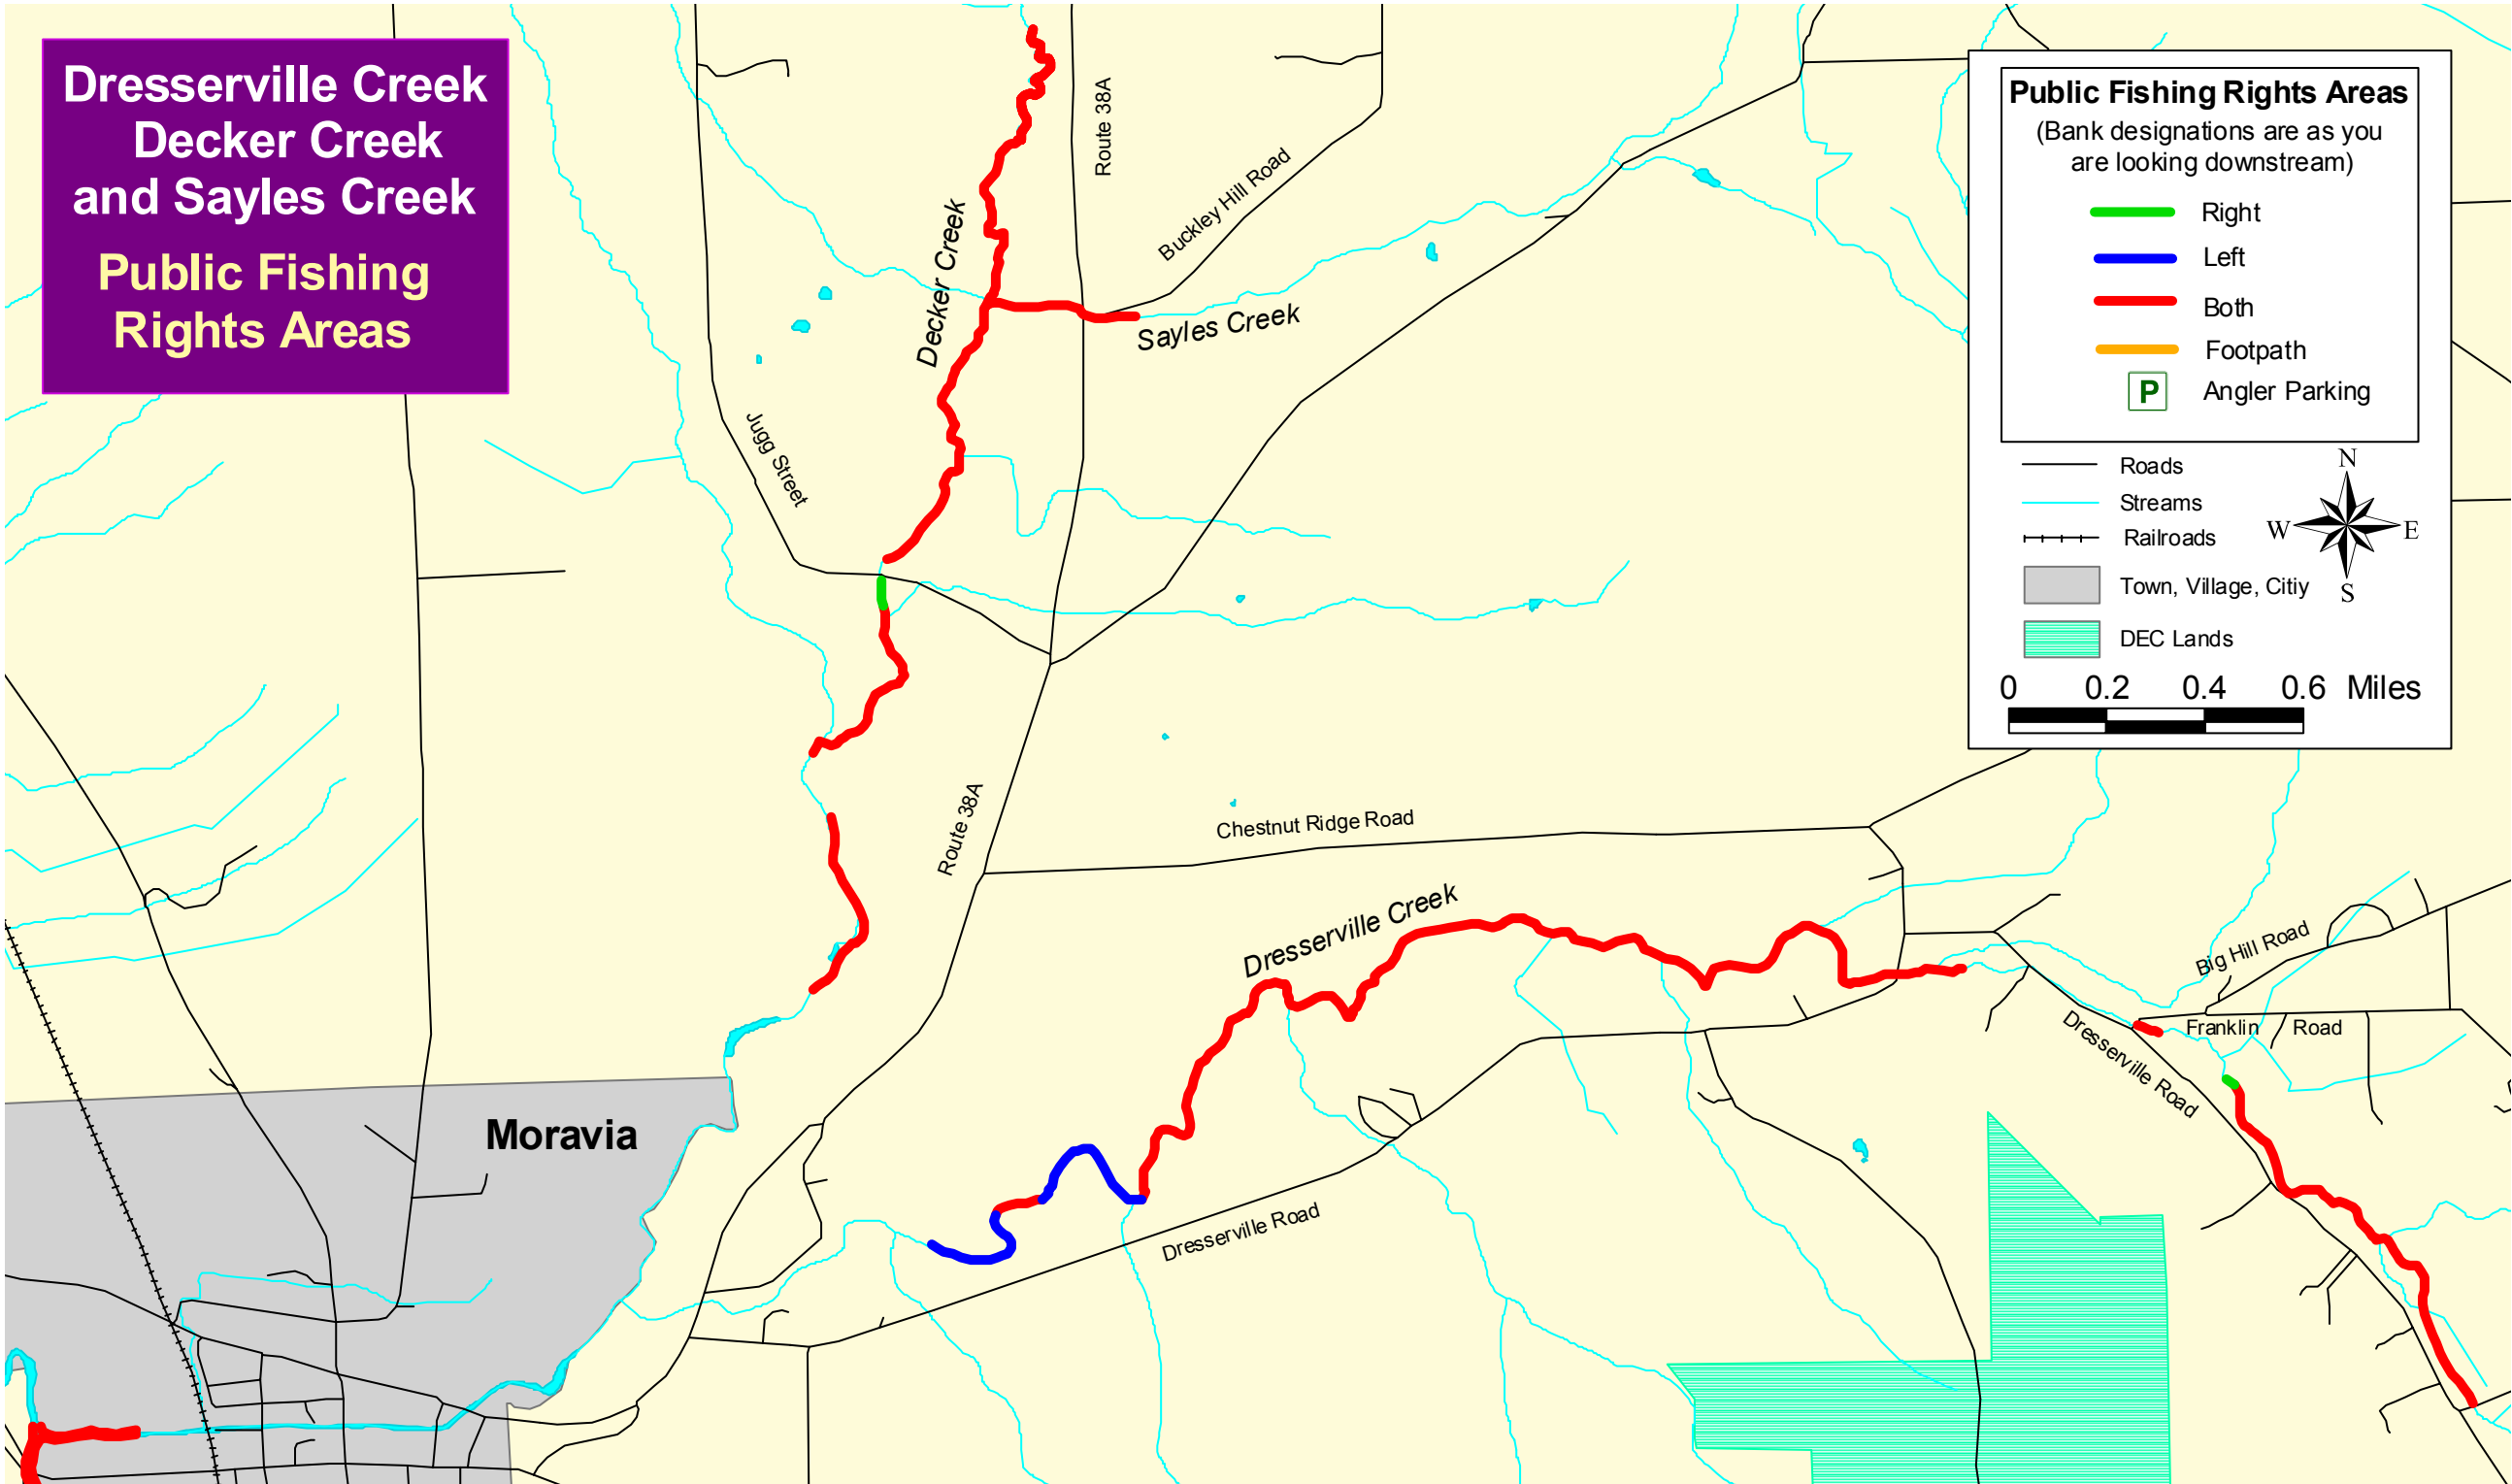 Dresserville Creek
Decker Creek
and Sayles Creek
Public Fishing
Rights Areas
Public Fishing Rights Areas
(Bank designations are as you
are looking downstream)
Right
Left
Both
Footpath
P Angler Parking
Roads
Streams
Railroads
Town, Village, Citiy
DEC Lands
N
W E
S
0 0.2 0.4 0.6 Miles
Route 38A
Buckley Hill Road
Decker Creek
Sayles Creek
Jugg Street
Route 38A
Chestnut Ridge Road
Dresserville Creek
Big Hill Road
Franklin Road
Dresserville Road
Moravia
Dresserville Road